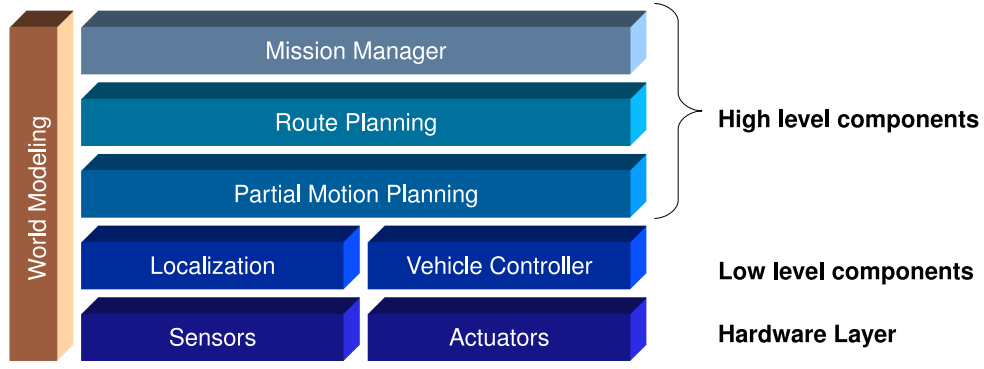 World Modeling
Mission Manager
Route Planning
Partial Motion Planning
High level components
Localization
Vehicle Controller
Low level components
Sensors
Actuators
Hardware Layer